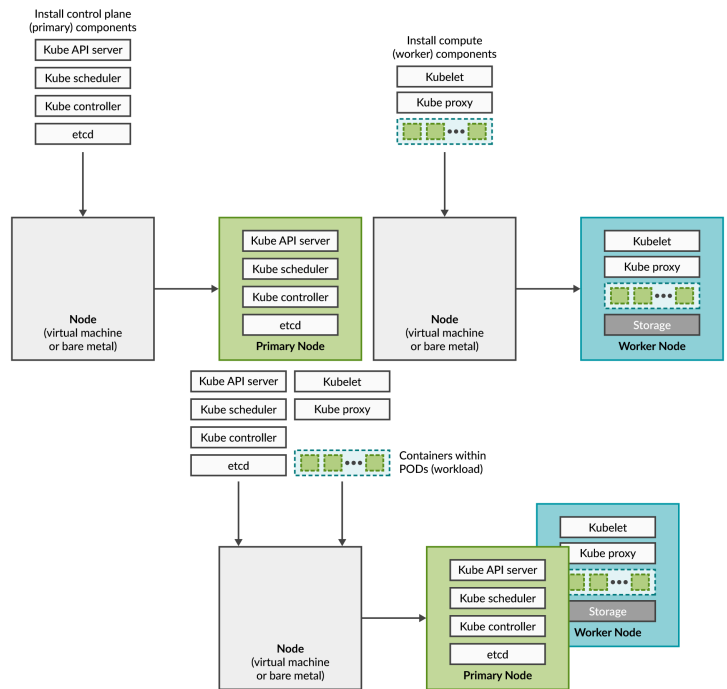 Install control plane
(primary) components
Kube API server
Kube scheduler
Kube controller
etcd
Install compute
(worker) components
Kubelet
Kube proxy
Node
(virtual machine
or bare metal)
Kube API server
Kube scheduler
Kube controller
etcd
Primary Node
Node
(virtual machine
or bare metal)
Kubelet
Kube proxy
Storage
Worker Node
Kube API server
Kube scheduler
Kube controller
etcd
Kubelet
Kube proxy
Containers within
PODs (workload)
Node
(virtual machine
or bare metal)
Kube API server
Kube scheduler
Kube controller
etcd
Primary Node
Kubelet
Kube proxy
Storage
Worker Node